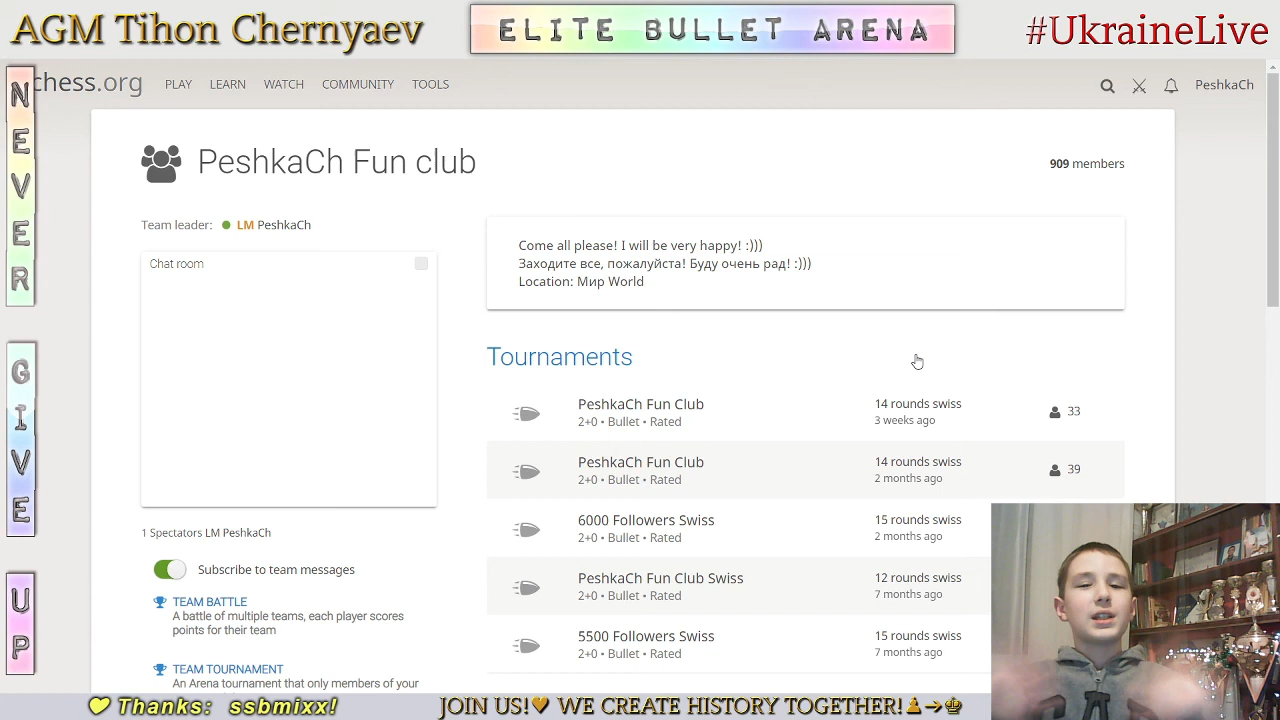 AGM Tihon Chernyaev
ELITE BULLET ARENA
#UkraineLive
chess.org
PLAY
LEARN
WATCH
COMMUNITY
TOOLS
PeshkaCh
NEVER
GIVE
UP
PeshkaCh Fun club
909 members
Team leader: LM PeshkaCh
Chat room
Come all please! I will be very happy! :)))
Заходите все, пожалуйста! Буду очень рад! :)))
Location: Мир World
Tournaments
PeshkaCh Fun Club
2+0 • Bullet • Rated
14 rounds swiss
3 weeks ago
33
PeshkaCh Fun Club
2+0 • Bullet • Rated
14 rounds swiss
2 months ago
39
6000 Followers Swiss
2+0 • Bullet • Rated
15 rounds swiss
2 months ago
PeshkaCh Fun Club Swiss
2+0 • Bullet • Rated
12 rounds swiss
7 months ago
5500 Followers Swiss
2+0 • Bullet • Rated
15 rounds swiss
7 months ago
1 Spectators LM PeshkaCh
Subscribe to team messages
TEAM BATTLE
A battle of multiple teams, each player scores
points for their team
TEAM TOURNAMENT
An Arena tournament that only members of your
Thanks: ssbmixx!
JOIN US! WE CREATE HISTORY TOGETHER!